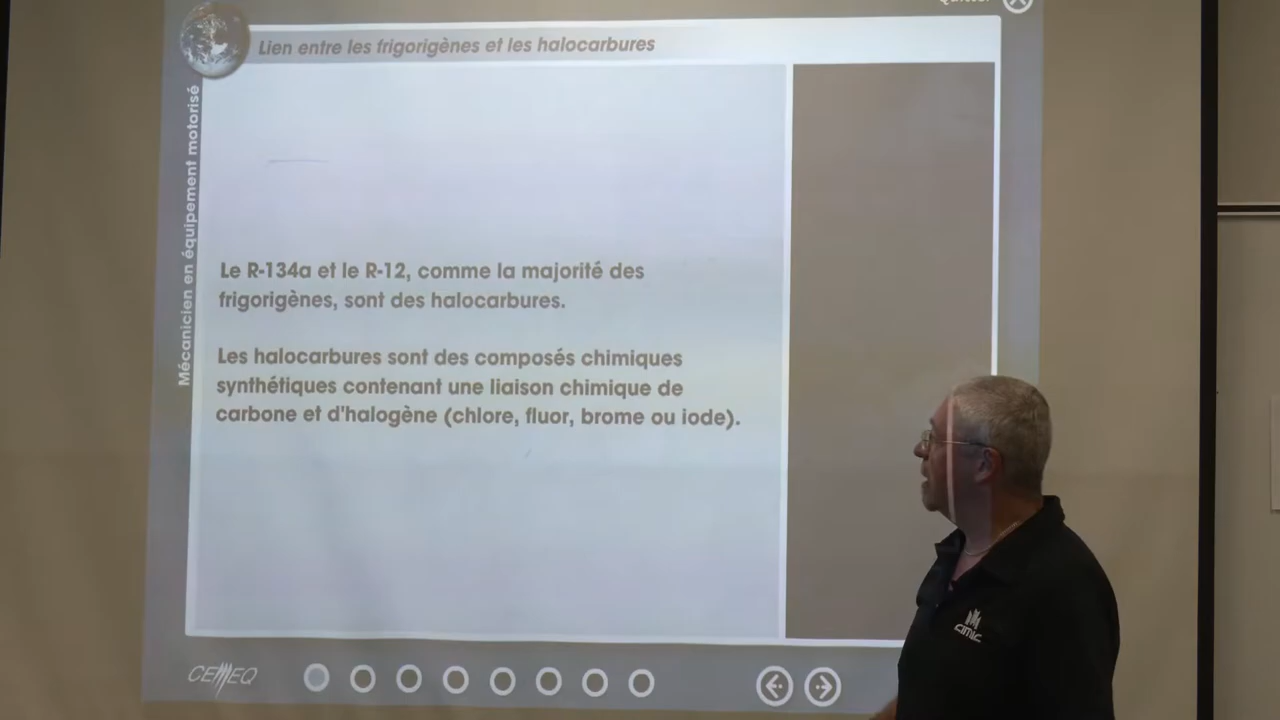 Lien entre les frigorigènes et les halocarbures
Mécanicien en équipement motorisé
Le R-134a et le R-12, comme la majorité des
frigorigènes, sont des halocarbures.
Les halocarbures sont des composés chimiques
synthétiques contenant une liaison chimique de
carbone et d'halogène (chlore, fluor, brome ou iode).
CEMEQ
CIMIC